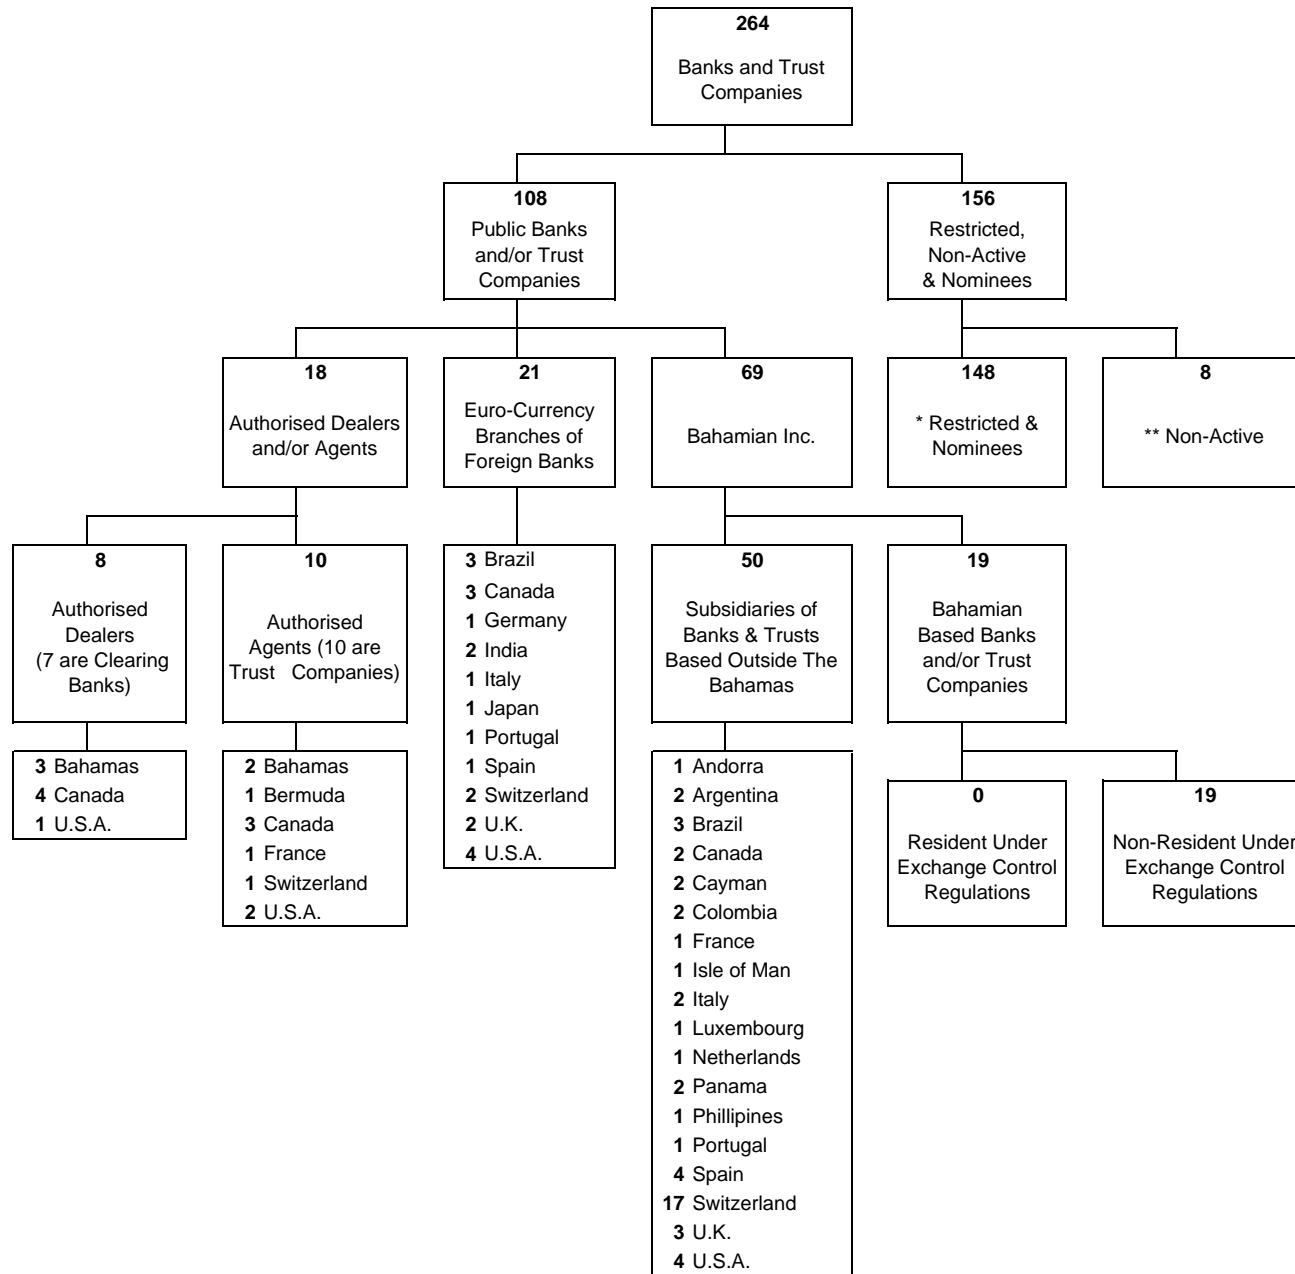 264
Banks and Trust
Companies
108
Public Banks
and/or Trust
Companies
156
Restricted,
Non-Active
& Nominees
18
Authorised Dealers
and/or Agents
21
Euro-Currency
Branches of
Foreign Banks
69
Bahamian Inc.
148
* Restricted &
Nominees
8
** Non-Active
8
Authorised
Dealers
(7 are Clearing
Banks)
10
Authorised
Agents (10 are
Trust Companies)
3 Brazil
3 Canada
1 Germany
2 India
1 Italy
1 Japan
1 Portugal
1 Spain
2 Switzerland
2 U.K.
4 U.S.A.
50
Subsidiaries of
Banks & Trusts
Based Outside The
Bahamas
19
Bahamian
Based Banks
and/or Trust
Companies
3 Bahamas
4 Canada
1 U.S.A.
2 Bahamas
1 Bermuda
3 Canada
1 France
1 Switzerland
2 U.S.A.
1 Andorra
2 Argentina
3 Brazil
2 Canada
2 Cayman
2 Colombia
1 France
1 Isle of Man
2 Italy
1 Luxembourg
1 Netherlands
2 Panama
1 Phillipines
1 Portugal
4 Spain
17 Switzerland
3 U.K.
4 U.S.A.
0
Resident Under
Exchange Control
Regulations
19
Non-Resident Under
Exchange Control
Regulations